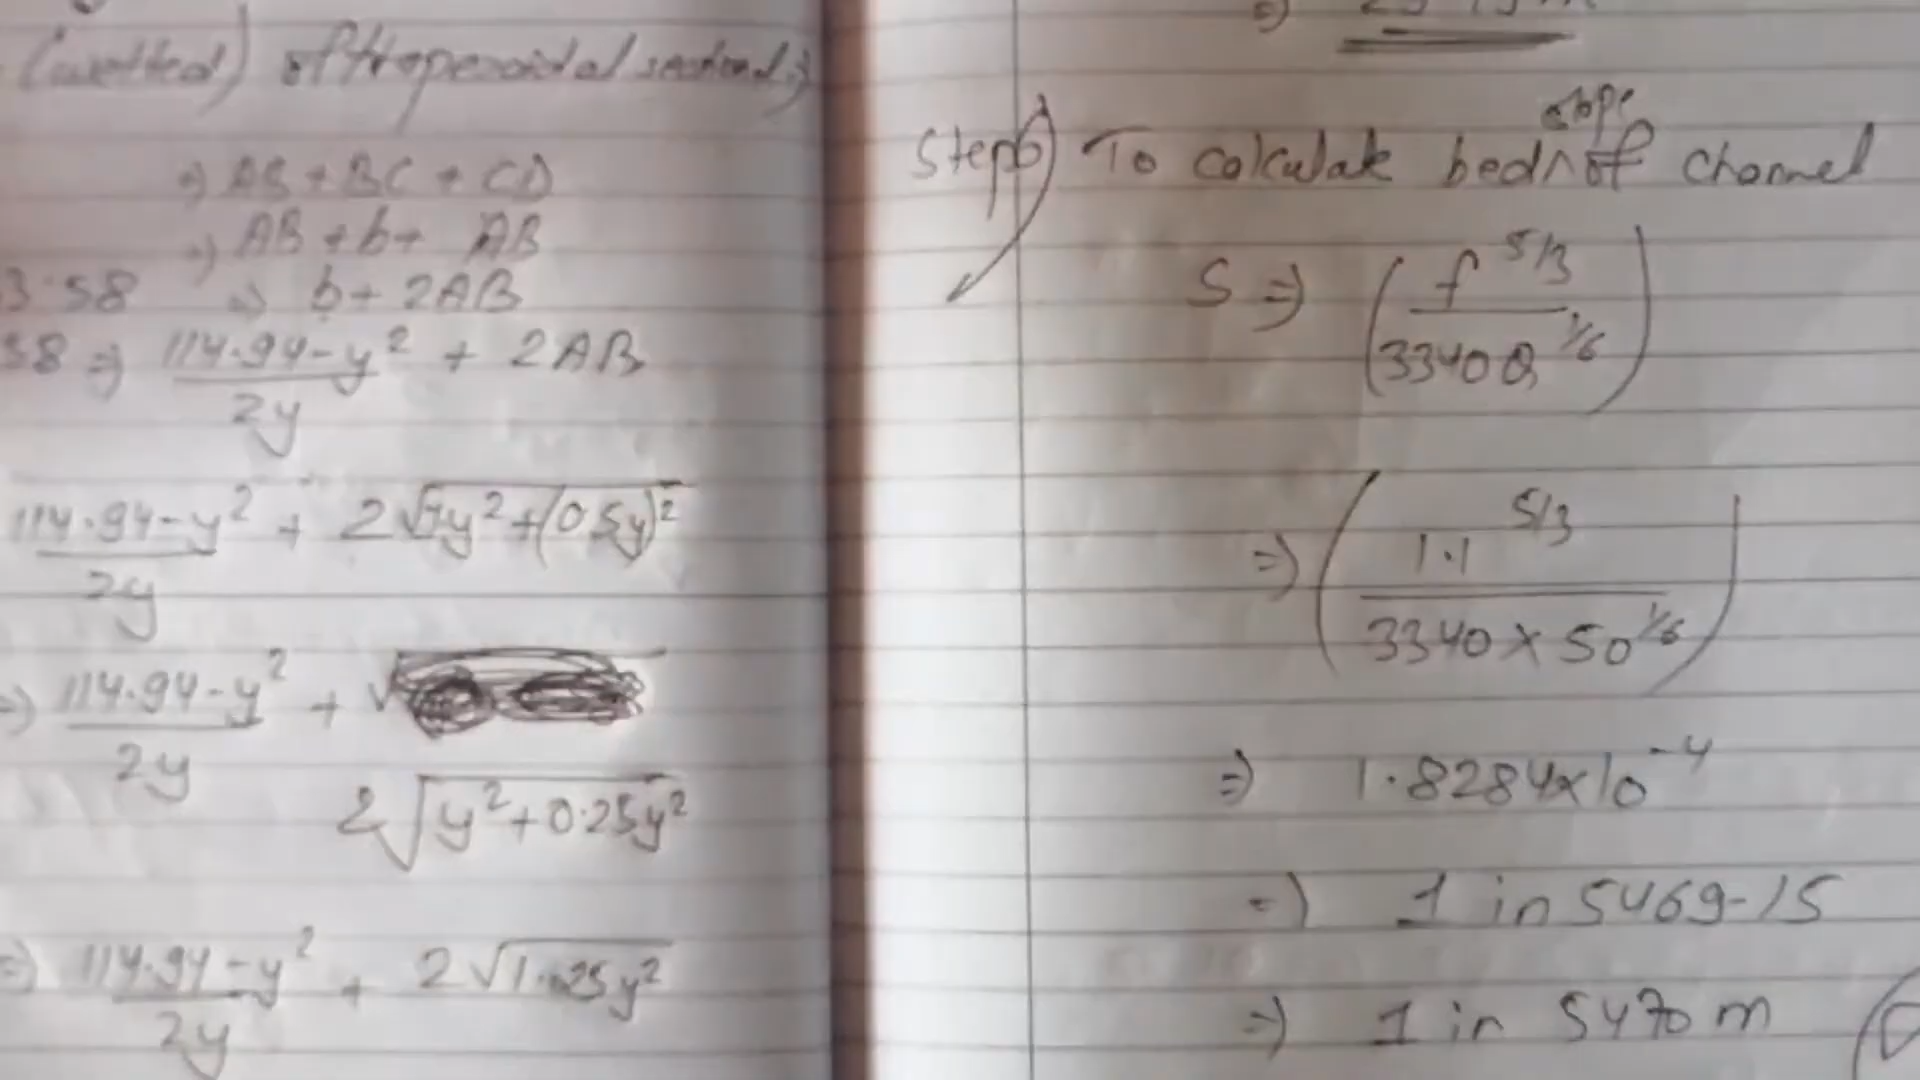 (wetted) of trapezoidal section ⇒
⇒ AB + BC + CD
⇒ AB + b + AB
3.58 ⇒ b + 2AB
58 ⇒ 114.94-y² / 2y + 2AB
114.94-y² / 2y + 2√y²+(0.5y)²
⇒ 114.94-y² / 2y +
2√y²+0.25y²
⇒ 114.94-y² / 2y + 2√1.25y²
Step 6) To calculate bed slope of channel
S ⇒ (f^5/3 / 3340 Q^1/6)
⇒ (1.1^5/3 / 3340 × 50^1/6)
⇒ 1.8284×10⁻⁴
⇒ 1 in 5469.15
⇒ 1 in 5470 m